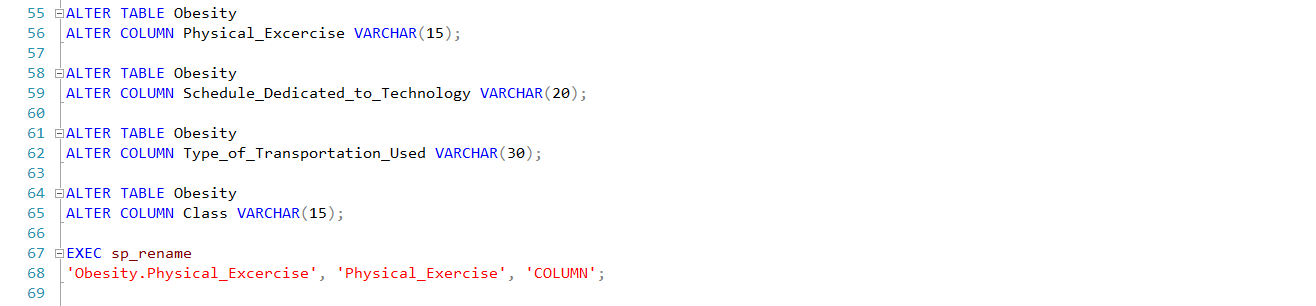 55 ALTER TABLE Obesity
56 ALTER COLUMN Physical_Excercise VARCHAR(15);
57
58 ALTER TABLE Obesity
59 ALTER COLUMN Schedule_Dedicated_to_Technology VARCHAR(20);
60
61 ALTER TABLE Obesity
62 ALTER COLUMN Type_of_Transportation_Used VARCHAR(30);
63
64 ALTER TABLE Obesity
65 ALTER COLUMN Class VARCHAR(15);
66
67 EXEC sp_rename
68 'Obesity.Physical_Excercise', 'Physical_Exercise', 'COLUMN';
69